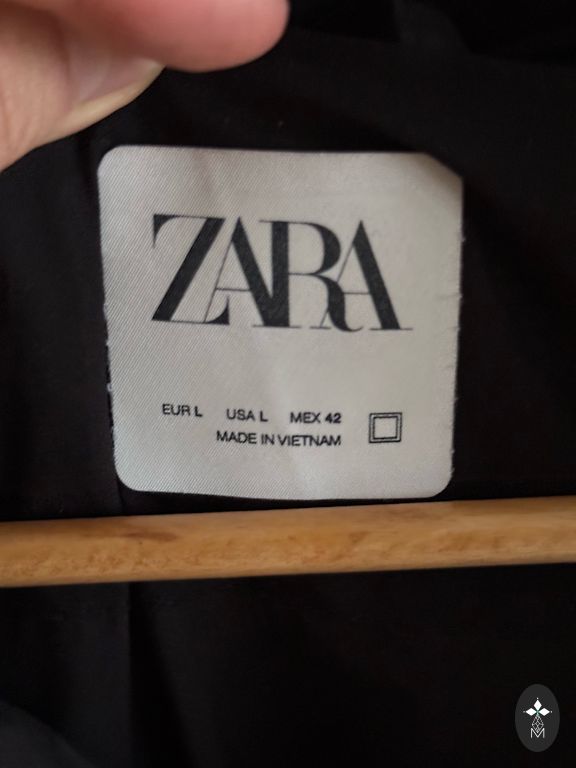 ZARA
EUR L USA L MEX 42
MADE IN VIETNAM
M